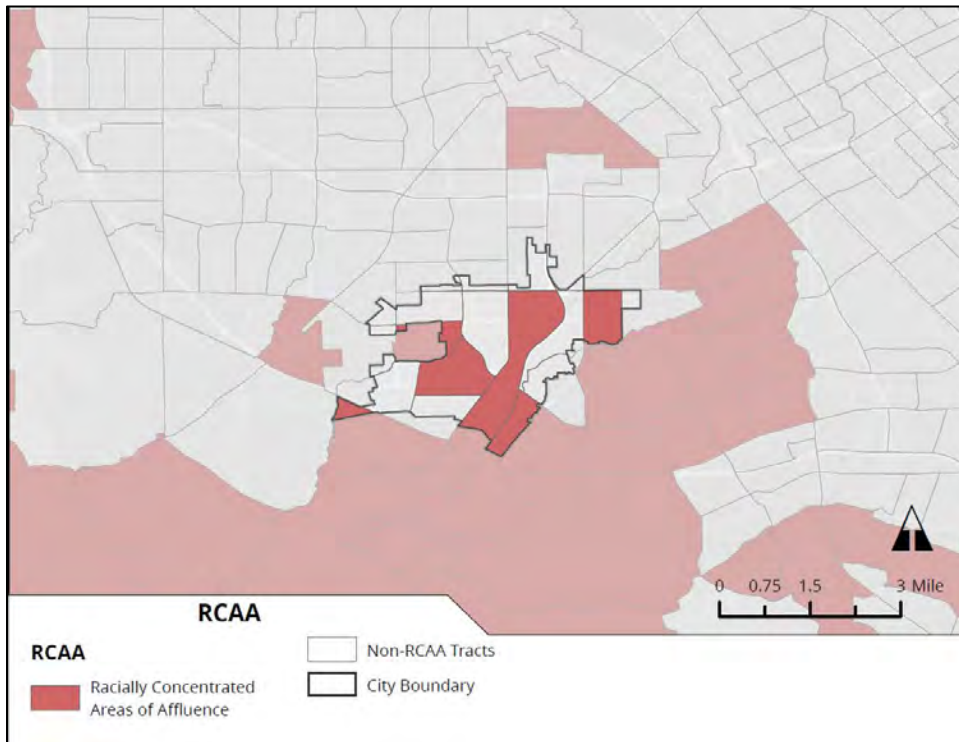 0 0.75 1.5 3 Mile
RCAA
RCAA
Racially Concentrated
Areas of Affluence
Non-RCAA Tracts
City Boundary